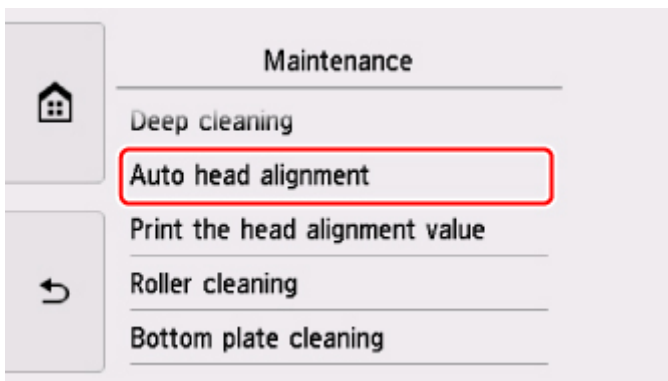 Maintenance
Deep cleaning
Auto head alignment
Print the head alignment value
Roller cleaning
Bottom plate cleaning